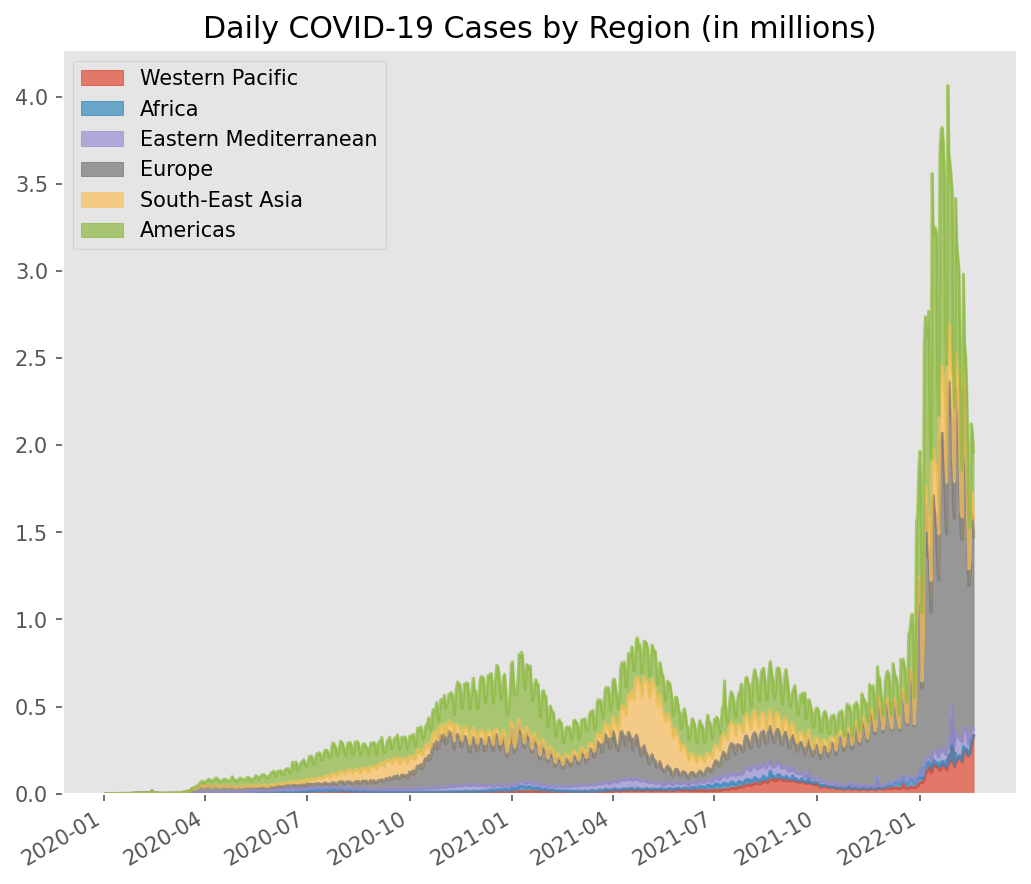 Daily COVID-19 Cases by Region (in millions)
Western Pacific
Africa
Eastern Mediterranean
Europe
South-East Asia
Americas
4.0
3.5
3.0
2.5
2.0
1.5
1.0
0.5
0.0
2020-01
2020-04
2020-07
2020-10
2021-01
2021-04
2021-07
2021-10
2022-01